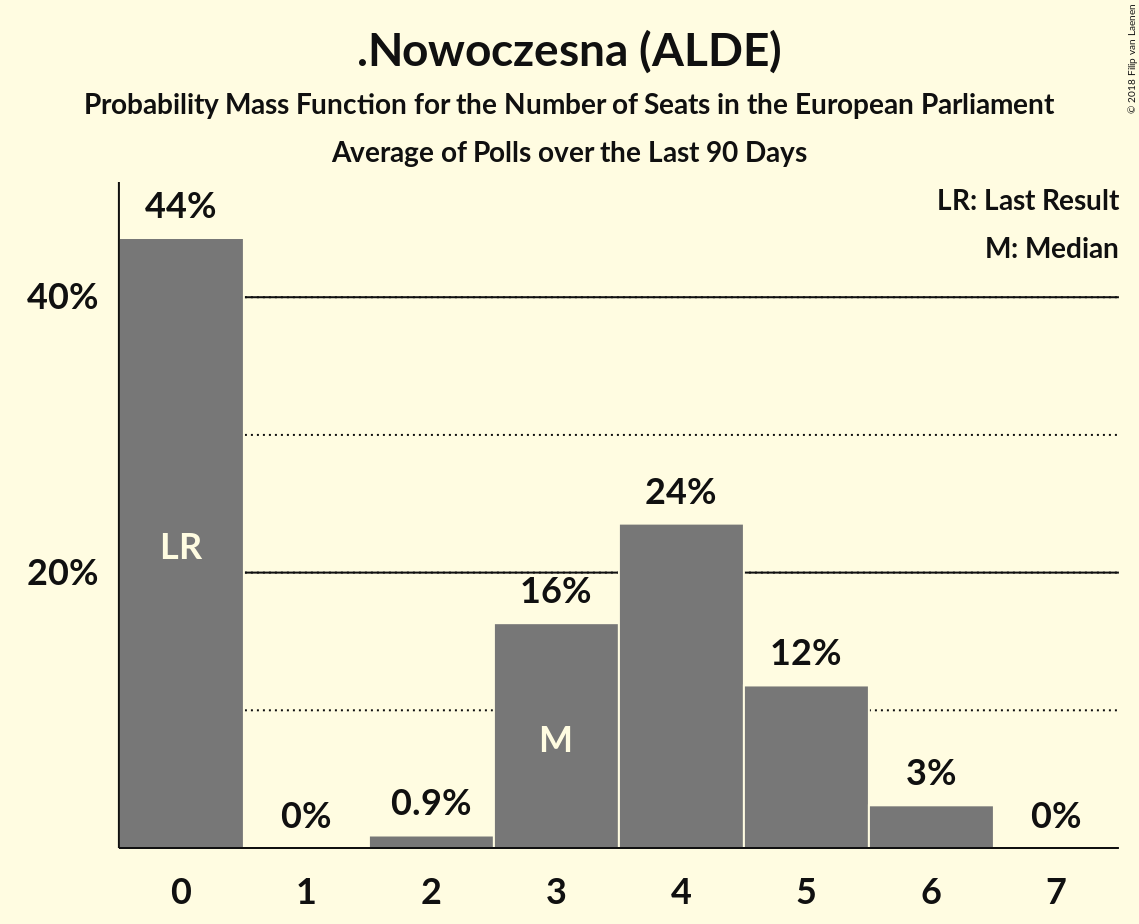 .Nowoczesna (ALDE)
Probability Mass Function for the Number of Seats in the European Parliament
Average of Polls over the Last 90 Days
© 2018 Filip van Laenen
LR: Last Result
M: Median
44%
40%
24%
LR
20%
16%
12%
M
3%
0.9%
0%
0%
0 1 2 3 4 5 6 7